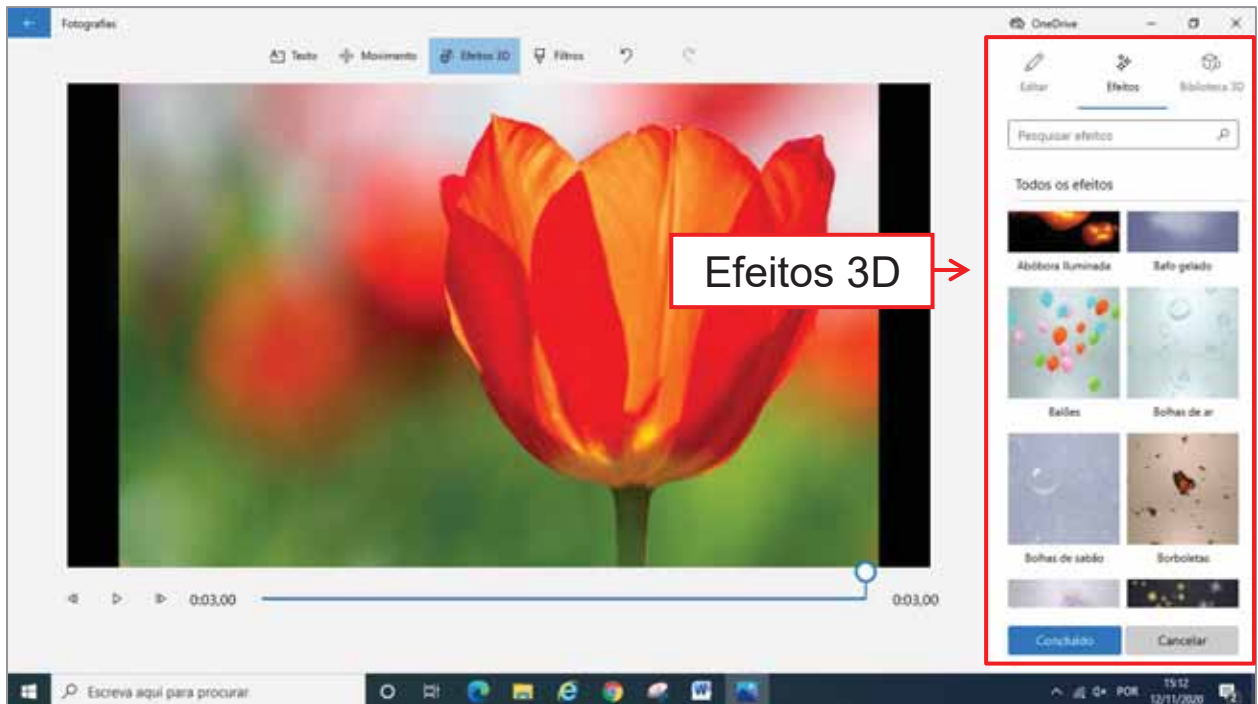 Fotografias
OneDrive
Texto Movimento Efeitos 3D Filtros
Editar Efeitos Biblioteca 3D
Pesquisar efeitos
Todos os efeitos
Abóbora Iluminada Bafo gelado
Efeitos 3D
Balões Bolhas de ar
Bolhas de sabão Borboletas
0:03,00 0:03,00
Concluído Cancelar
Escreva aqui para procurar
POR
15:12
12/11/2020